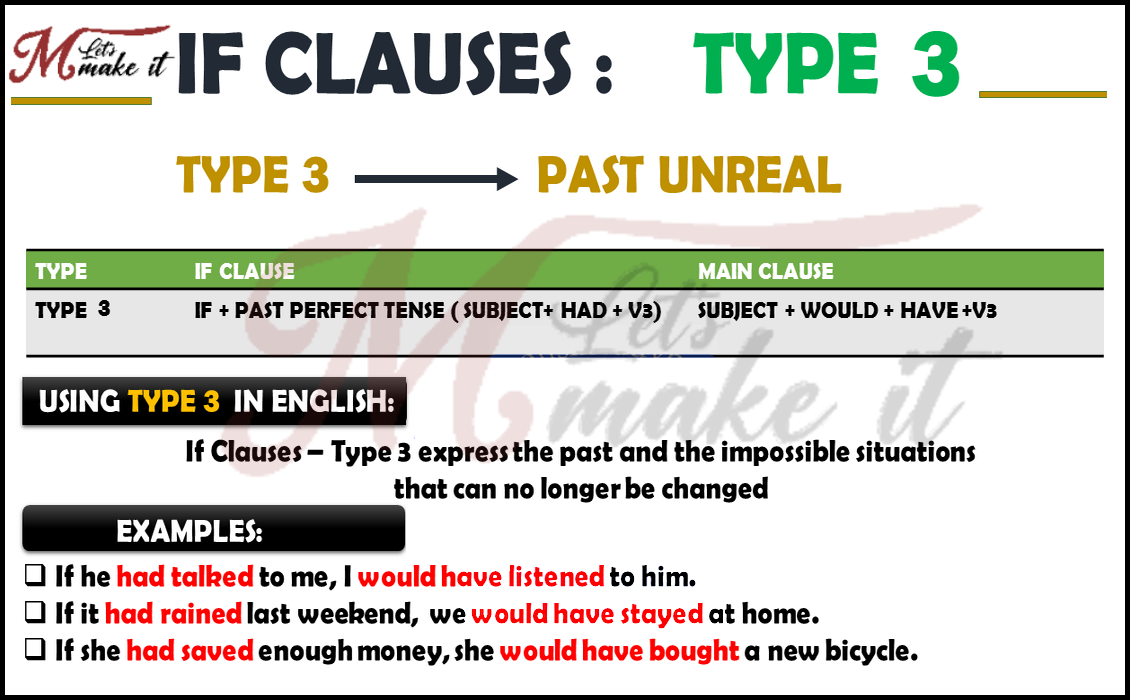 Let's
Make it
IF CLAUSES : TYPE 3
TYPE 3 PAST UNREAL
TYPE IF CLAUSE MAIN CLAUSE
TYPE 3 IF + PAST PERFECT TENSE ( SUBJECT+ HAD + V3) SUBJECT + WOULD + HAVE +V3
Let's
Make it
USING TYPE 3 IN ENGLISH:
If Clauses – Type 3 express the past and the impossible situations
that can no longer be changed
EXAMPLES:
❑ If he had talked to me, I would have listened to him.
❑ If it had rained last weekend, we would have stayed at home.
❑ If she had saved enough money, she would have bought a new bicycle.